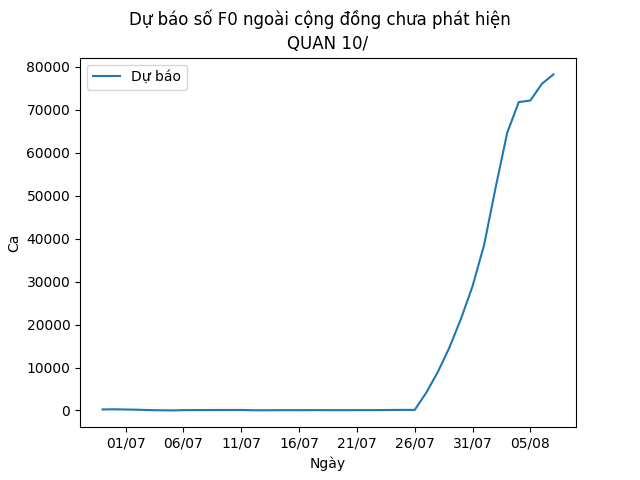 Dự báo số F0 ngoài cộng đồng chưa phát hiện
QUAN 10/
Dự báo
Ca
80000
70000
60000
50000
40000
30000
20000
10000
0
01/07 06/07 11/07 16/07 21/07 26/07 31/07 05/08
Ngày